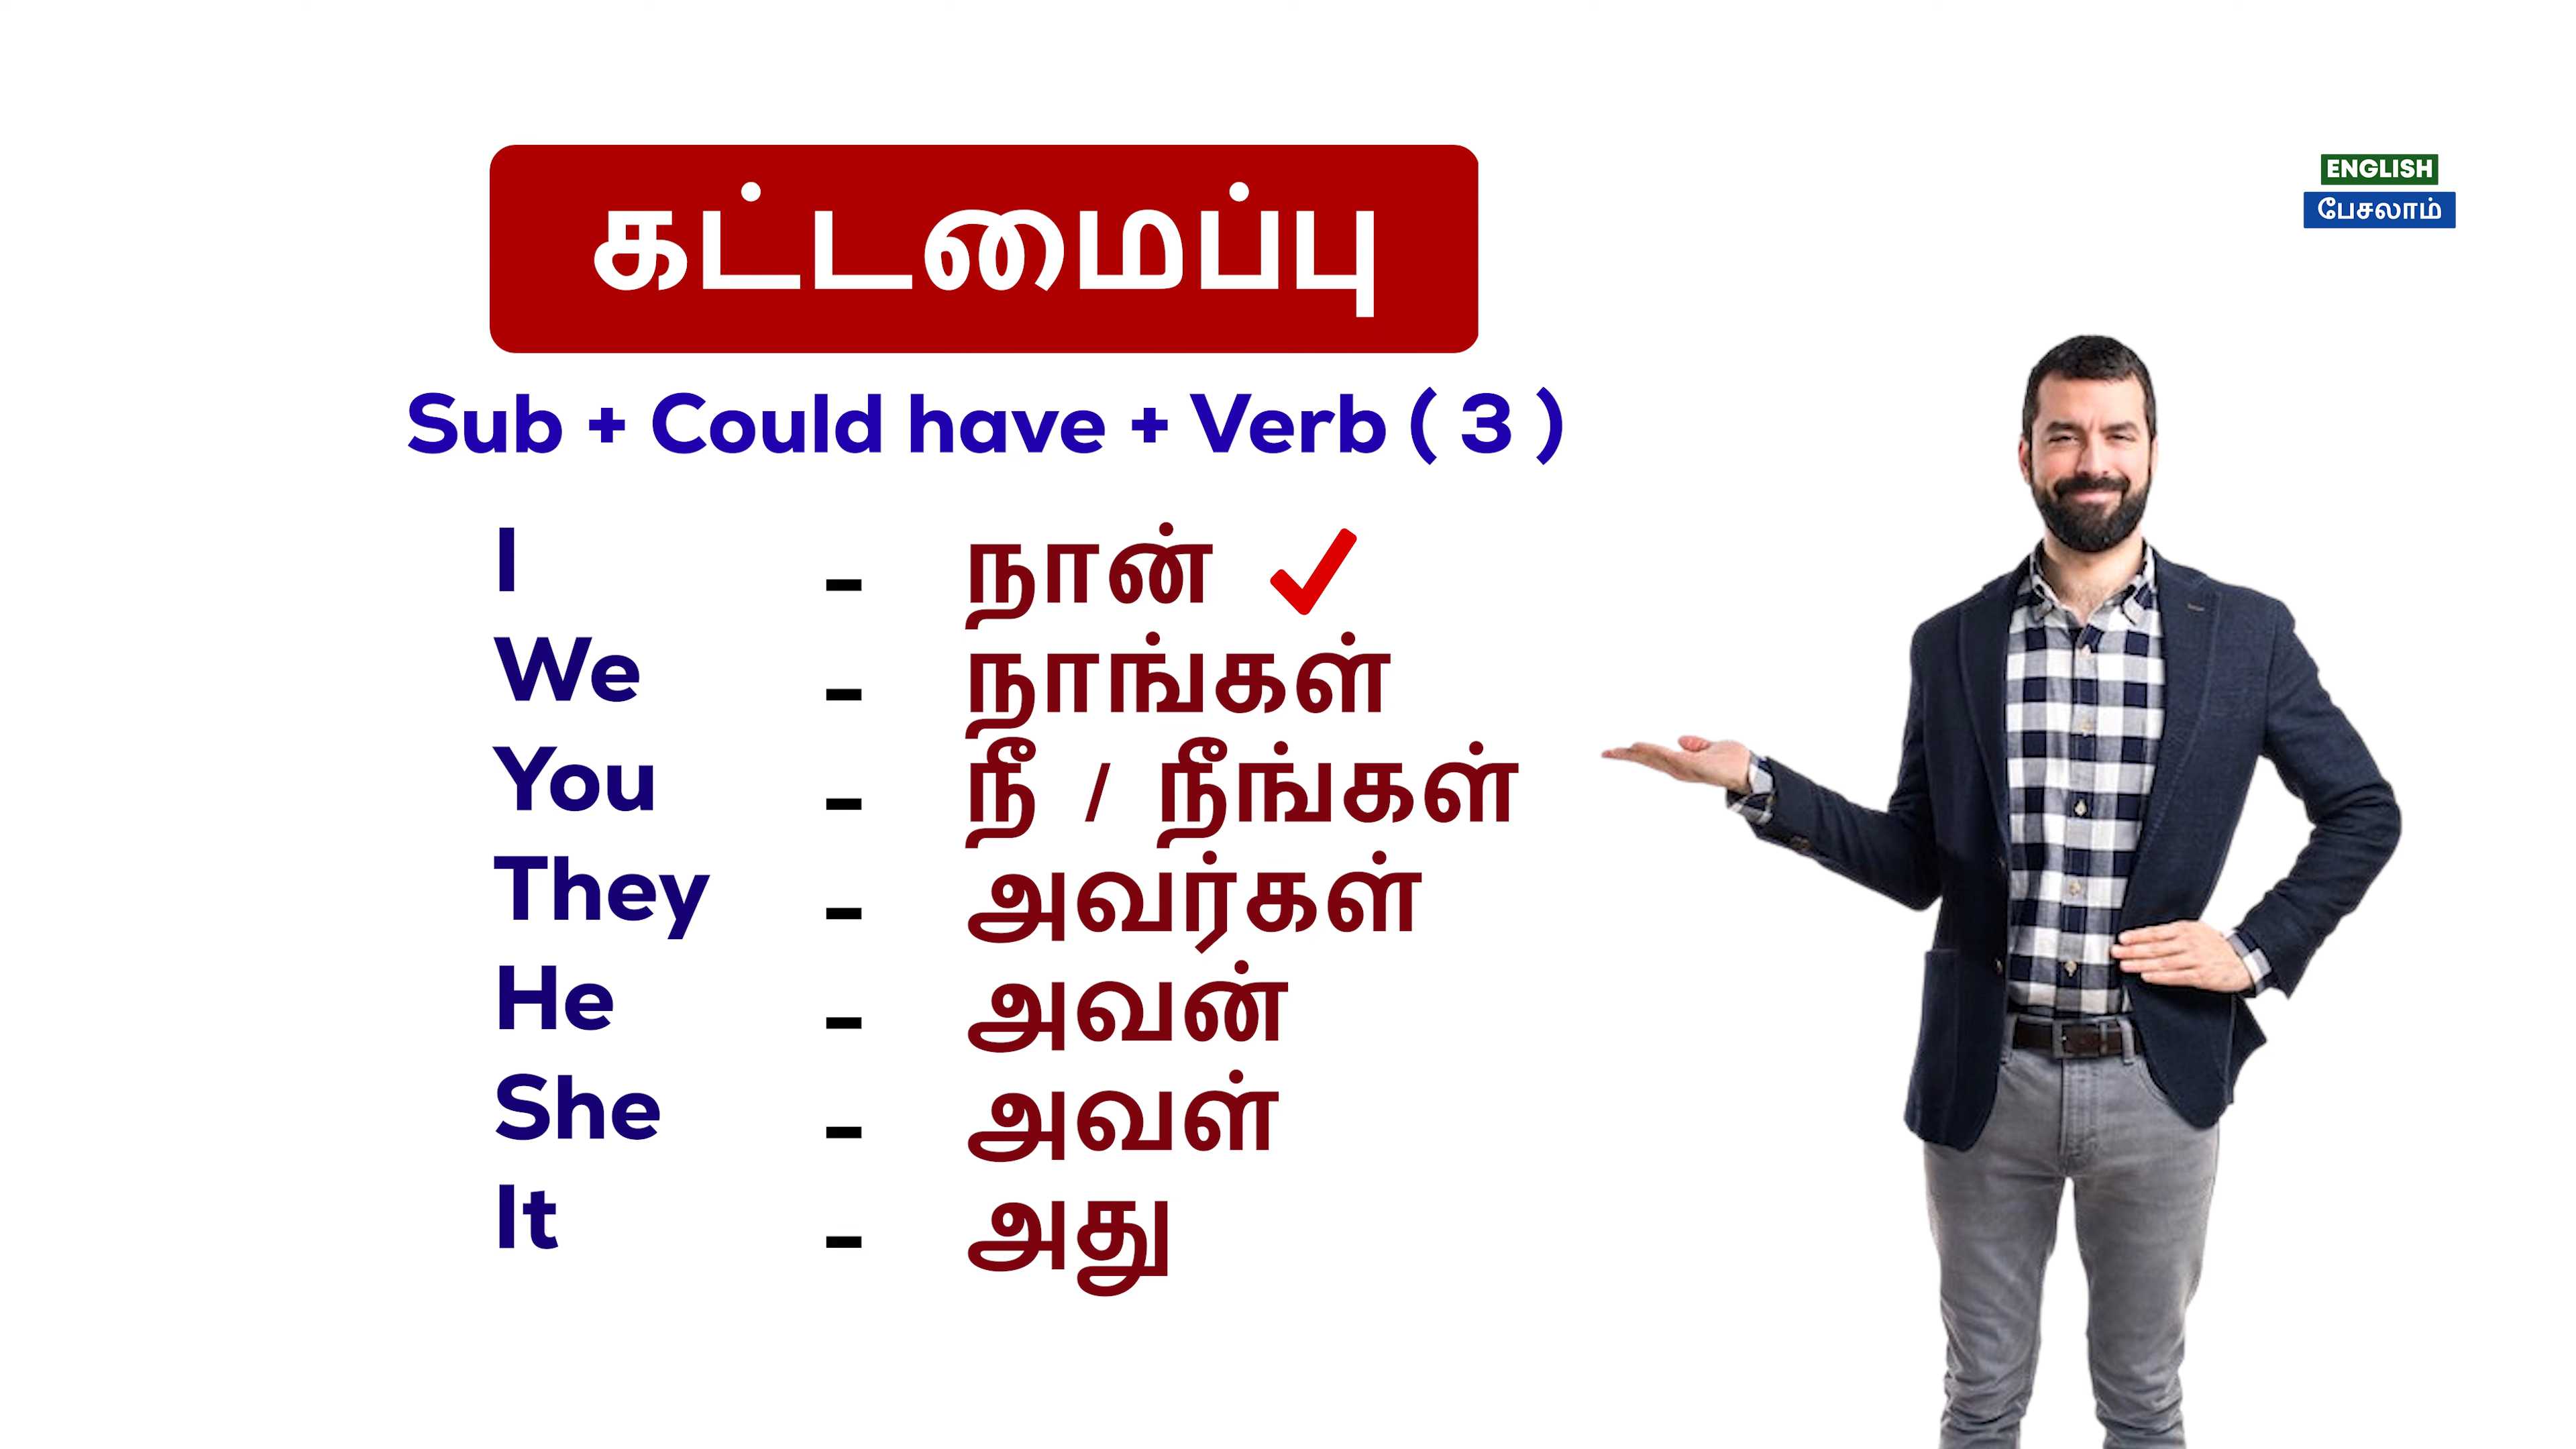 ENGLISH
பேசலாம்
கட்டமைப்பு
Sub + Could have + Verb ( 3 )
I - நான்
We - நாங்கள்
You - நீ / நீங்கள்
They - அவர்கள்
He - அவன்
She - அவள்
It - அது